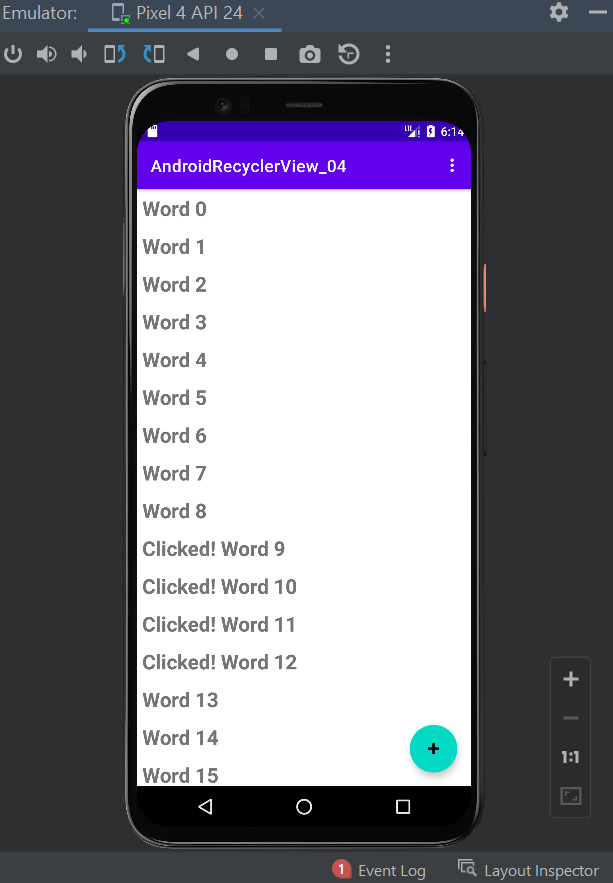 Emulator: Pixel 4 API 24
LTE 6:14
AndroidRecyclerView_04
Word 0
Word 1
Word 2
Word 3
Word 4
Word 5
Word 6
Word 7
Word 8
Clicked! Word 9
Clicked! Word 10
Clicked! Word 11
Clicked! Word 12
Word 13
Word 14
Word 15
1:1
1 Event Log Layout Inspector